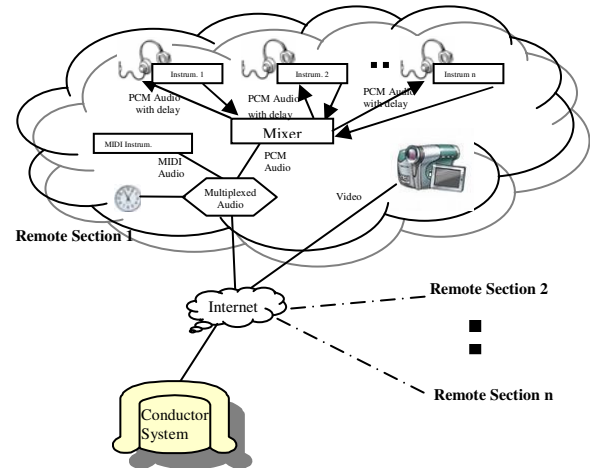 Instrum. 1
Instrum. 2
Instrum n
PCM Audio
with delay
PCM Audio
with delay
PCM Audio
with delay
Mixer
MIDI Instrum.
MIDI
Audio
PCM
Audio
Multiplexed
Audio
Video
Remote Section 1
Internet
Remote Section 2
Remote Section n
Conductor
System